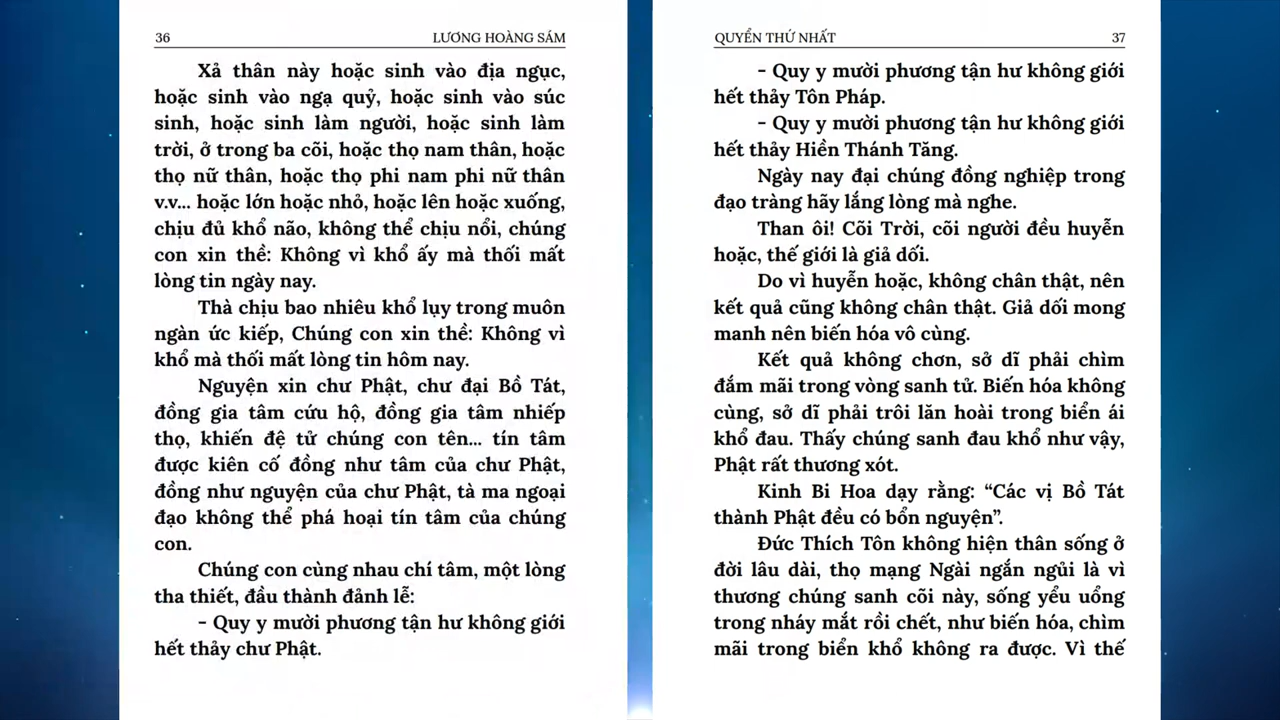 36
LƯƠNG HOÀNG SÁM
Xả thân này hoặc sinh vào địa ngục,
hoặc sinh vào ngạ quỷ, hoặc sinh vào súc
sinh, hoặc sinh làm người, hoặc sinh làm
trời, ở trong ba cõi, hoặc thọ nam thân, hoặc
thọ nữ thân, hoặc thọ phi nam phi nữ thân
v.v... hoặc lớn hoặc nhỏ, hoặc lên hoặc xuống,
chịu đủ khổ não, không thể chịu nổi, chúng
con xin thề: Không vì khổ ấy mà thối mất
lòng tin ngày nay.
Thà chịu bao nhiêu khổ lụy trong muôn
ngàn ức kiếp, Chúng con xin thề: Không vì
khổ mà thối mất lòng tin hôm nay.
Nguyện xin chư Phật, chư đại Bồ Tát,
đồng gia tâm cứu hộ, đồng gia tâm nhiếp
thọ, khiến đệ tử chúng con tên... tín tâm
được kiên cố đồng như tâm của chư Phật,
đồng như nguyện của chư Phật, tà ma ngoại
đạo không thể phá hoại tín tâm của chúng
con.
Chúng con cùng nhau chí tâm, một lòng
tha thiết, đầu thành đảnh lễ:
- Quy y mười phương tận hư không giới
hết thảy chư Phật.
QUYỂN THỨ NHẤT
37
- Quy y mười phương tận hư không giới
hết thảy Tôn Pháp.
- Quy y mười phương tận hư không giới
hết thảy Hiền Thánh Tăng.
Ngày nay đại chúng đồng nghiệp trong
đạo tràng hãy lắng lòng mà nghe.
Than ôi! Cõi Trời, cõi người đều huyễn
hoặc, thế giới là giả dối.
Do vì huyễn hoặc, không chân thật, nên
kết quả cũng không chân thật. Giả dối mong
manh nên biến hóa vô cùng.
Kết quả không chơn, sở dĩ phải chìm
đắm mãi trong vòng sanh tử. Biến hóa không
cùng, sở dĩ phải trôi lăn hoài trong biển ái
khổ đau. Thấy chúng sanh đau khổ như vậy,
Phật rất thương xót.
Kinh Bi Hoa dạy rằng: “Các vị Bồ Tát
thành Phật đều có bổn nguyện”.
Đức Thích Tôn không hiện thân sống ở
đời lâu dài, thọ mạng Ngài ngắn ngủi là vì
thương chúng sanh cõi này, sống yểu uổng
trong nháy mắt rồi chết, như biến hóa, chìm
mãi trong biển khổ không ra được. Vì thế